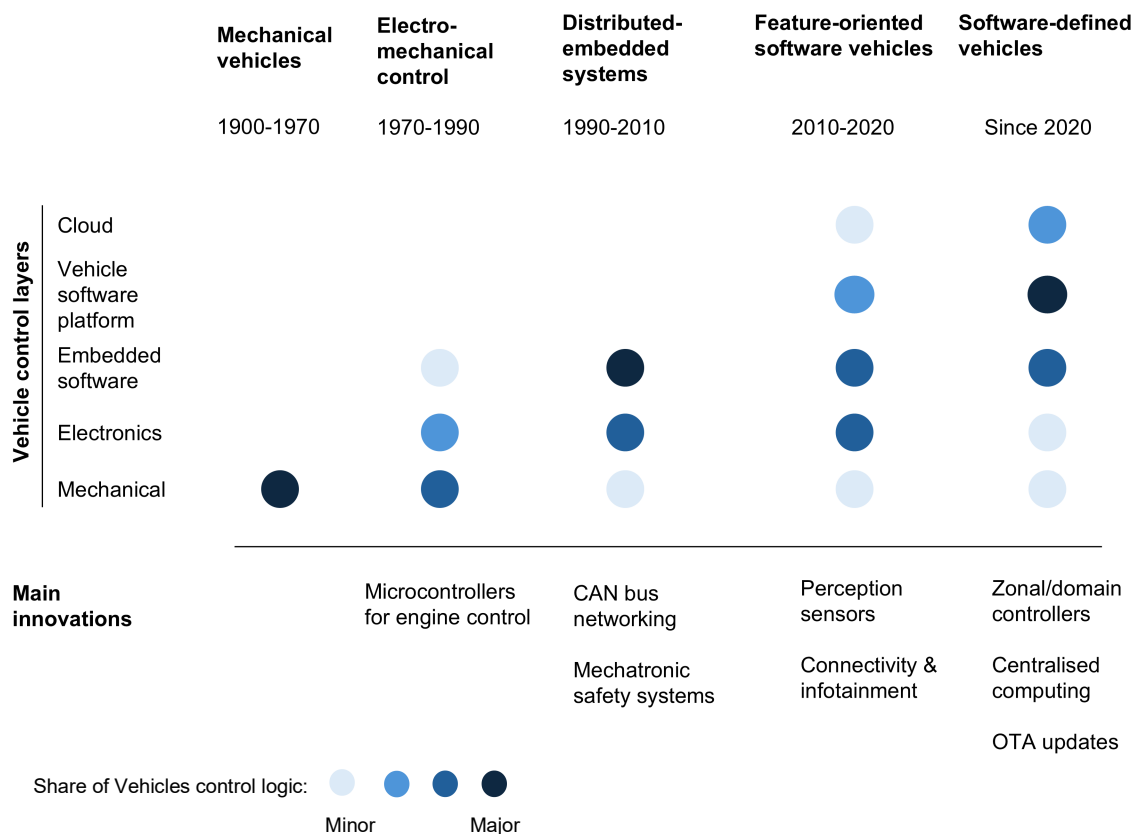 Mechanical
vehicles
1900-1970
Electro-
mechanical
control
1970-1990
Distributed-
embedded
systems
1990-2010
Feature-oriented
software vehicles
2010-2020
Software-defined
vehicles
Since 2020
Vehicle control layers
Cloud
Vehicle
software
platform
Embedded
software
Electronics
Mechanical
Main
innovations
Microcontrollers
for engine control
CAN bus
networking
Mechatronic
safety systems
Perception
sensors
Connectivity &
infotainment
Zonal/domain
controllers
Centralised
computing
OTA updates
Share of Vehicles control logic:
Minor
Major